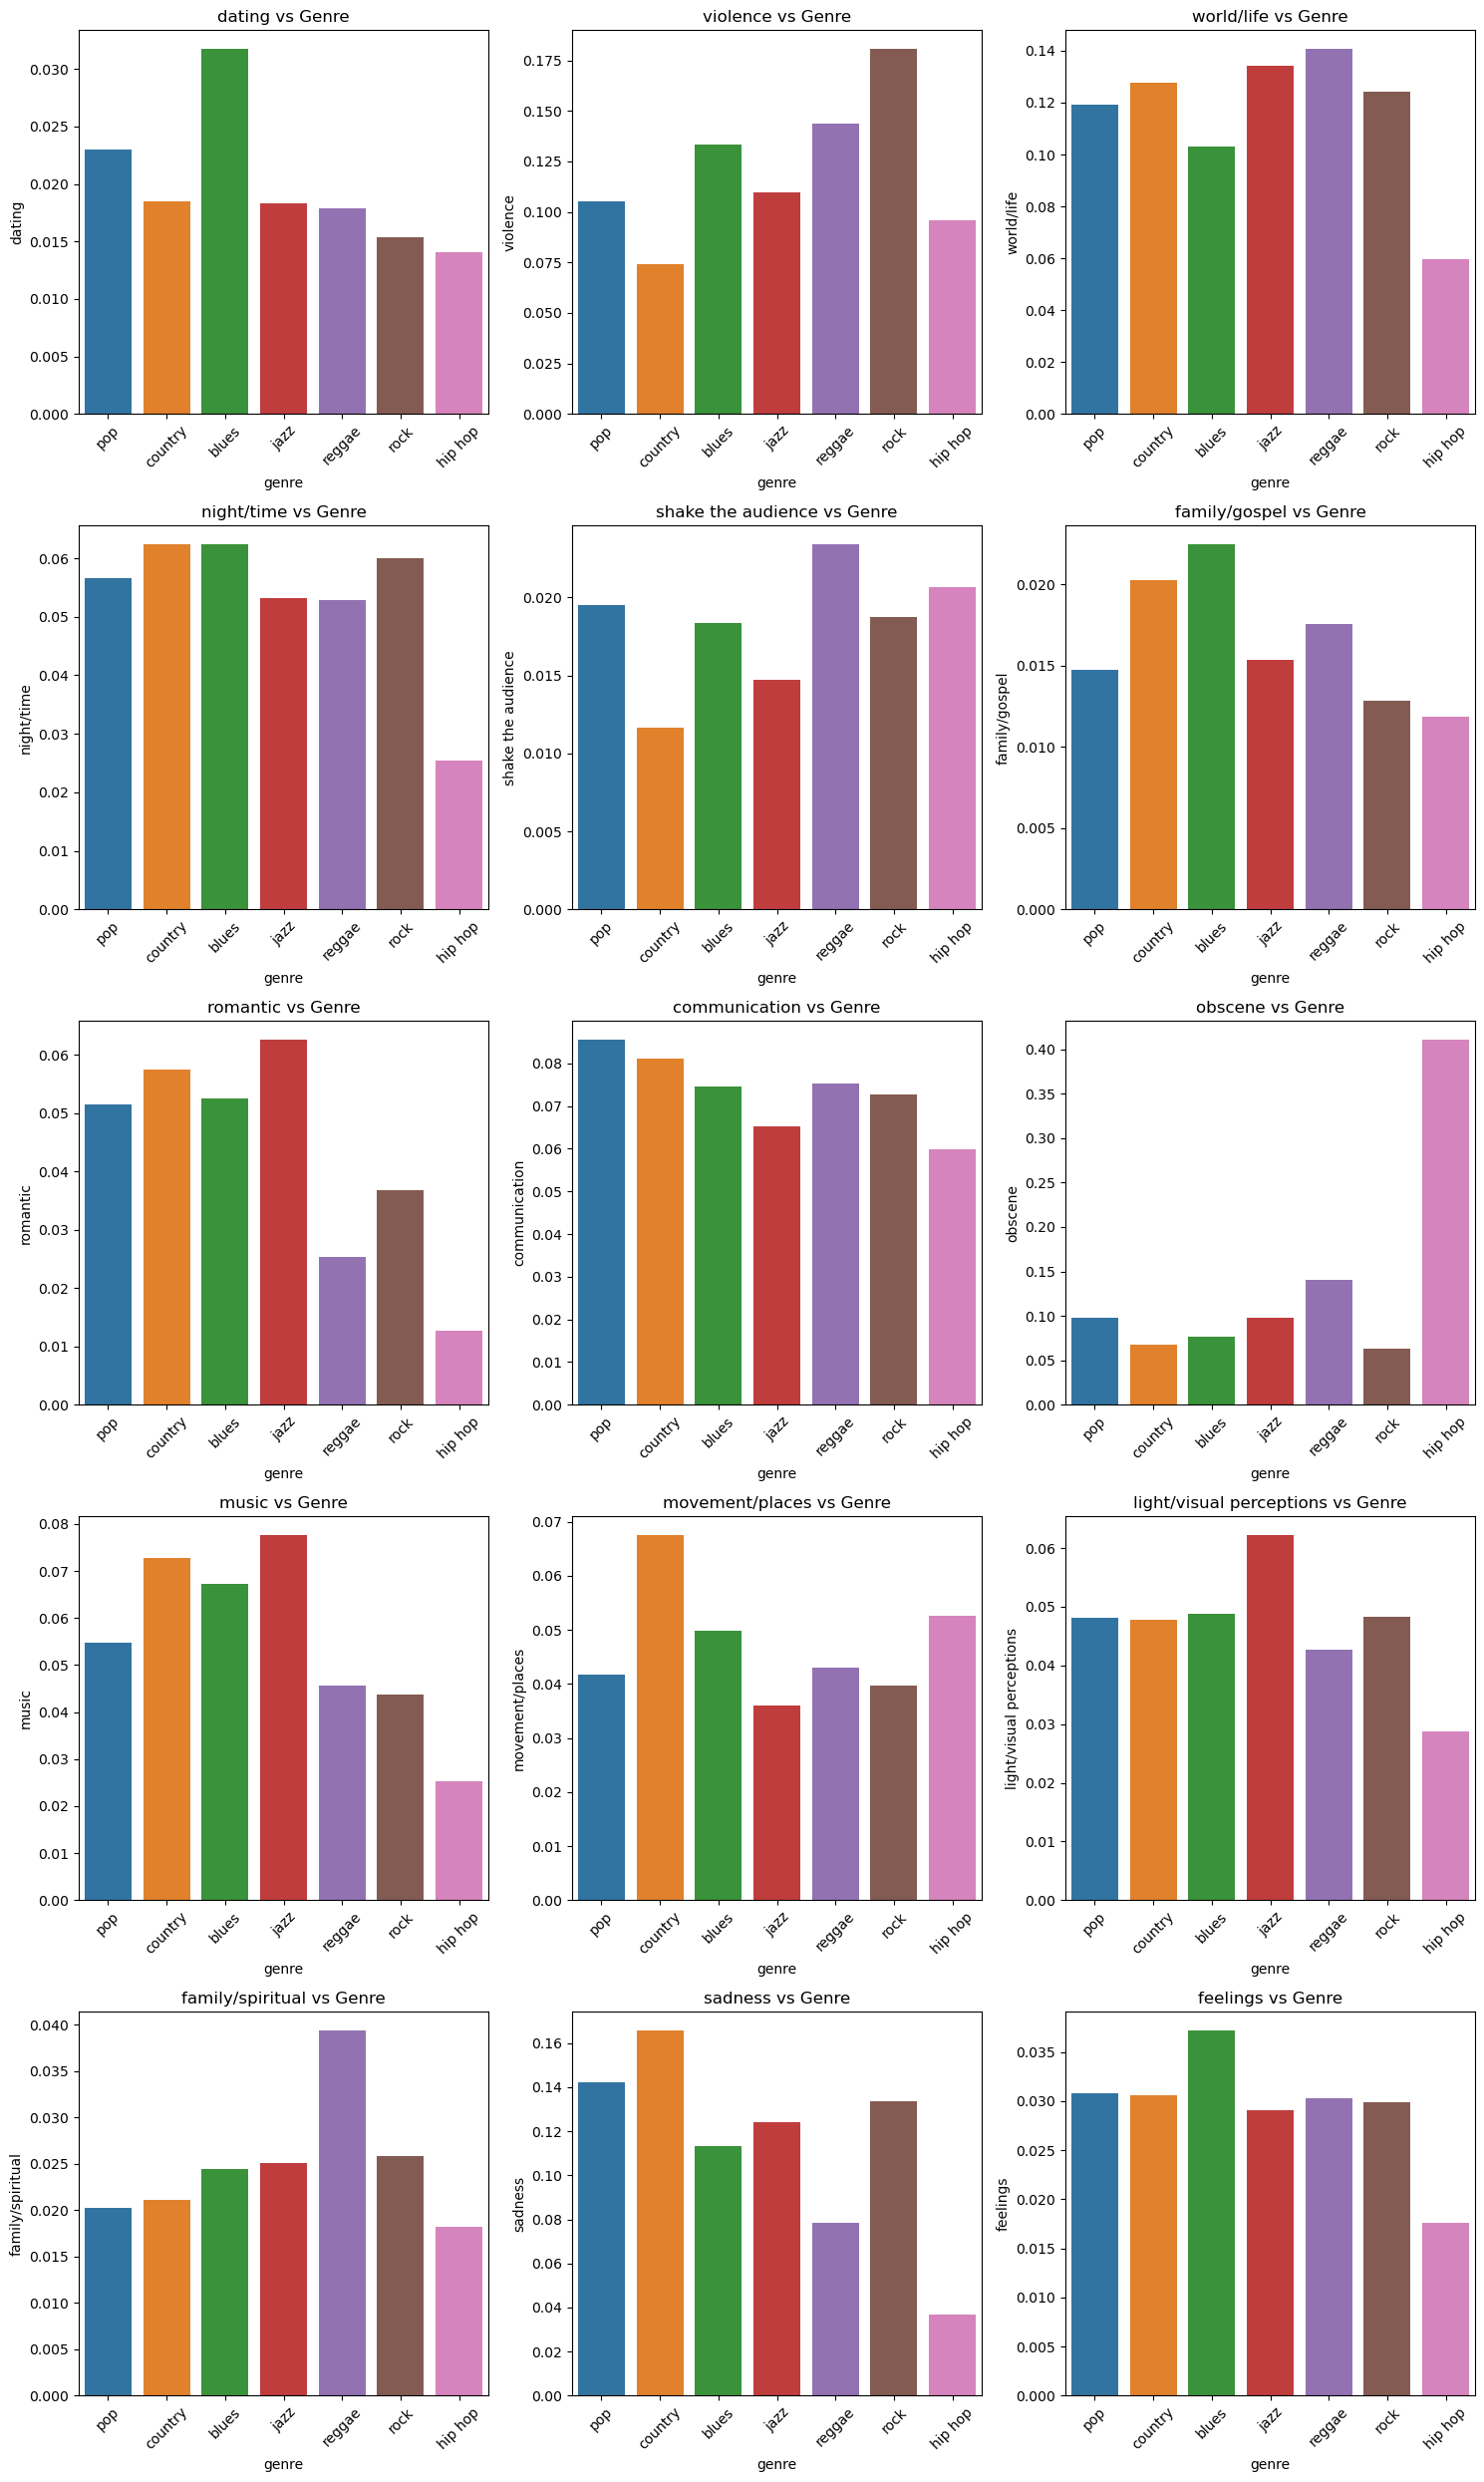 dating vs Genre
0.030
0.025
0.020
0.015
0.010
0.005
0.000
dating
pop country blues jazz reggae rock hip hop
genre
violence vs Genre
0.175
0.150
0.125
0.100
0.075
0.050
0.025
0.000
violence
pop country blues jazz reggae rock hip hop
genre
world/life vs Genre
0.14
0.12
0.10
0.08
0.06
0.04
0.02
0.00
world/life
pop country blues jazz reggae rock hip hop
genre
night/time vs Genre
0.06
0.05
0.04
0.03
0.02
0.01
0.00
night/time
pop country blues jazz reggae rock hip hop
genre
shake the audience vs Genre
0.020
0.015
0.010
0.005
0.000
shake the audience
pop country blues jazz reggae rock hip hop
genre
family/gospel vs Genre
0.020
0.015
0.010
0.005
0.000
family/gospel
pop country blues jazz reggae rock hip hop
genre
romantic vs Genre
0.06
0.05
0.04
0.03
0.02
0.01
0.00
romantic
pop country blues jazz reggae rock hip hop
genre
communication vs Genre
0.08
0.07
0.06
0.05
0.04
0.03
0.02
0.01
0.00
communication
pop country blues jazz reggae rock hip hop
genre
obscene vs Genre
0.40
0.35
0.30
0.25
0.20
0.15
0.10
0.05
0.00
obscene
pop country blues jazz reggae rock hip hop
genre
music vs Genre
0.08
0.07
0.06
0.05
0.04
0.03
0.02
0.01
0.00
music
pop country blues jazz reggae rock hip hop
genre
movement/places vs Genre
0.07
0.06
0.05
0.04
0.03
0.02
0.01
0.00
movement/places
pop country blues jazz reggae rock hip hop
genre
light/visual perceptions vs Genre
0.06
0.05
0.04
0.03
0.02
0.01
0.00
light/visual perceptions
pop country blues jazz reggae rock hip hop
genre
family/spiritual vs Genre
0.040
0.035
0.030
0.025
0.020
0.015
0.010
0.005
0.000
family/spiritual
pop country blues jazz reggae rock hip hop
genre
sadness vs Genre
0.16
0.14
0.12
0.10
0.08
0.06
0.04
0.02
0.00
sadness
pop country blues jazz reggae rock hip hop
genre
feelings vs Genre
0.035
0.030
0.025
0.020
0.015
0.010
0.005
0.000
feelings
pop country blues jazz reggae rock hip hop
genre